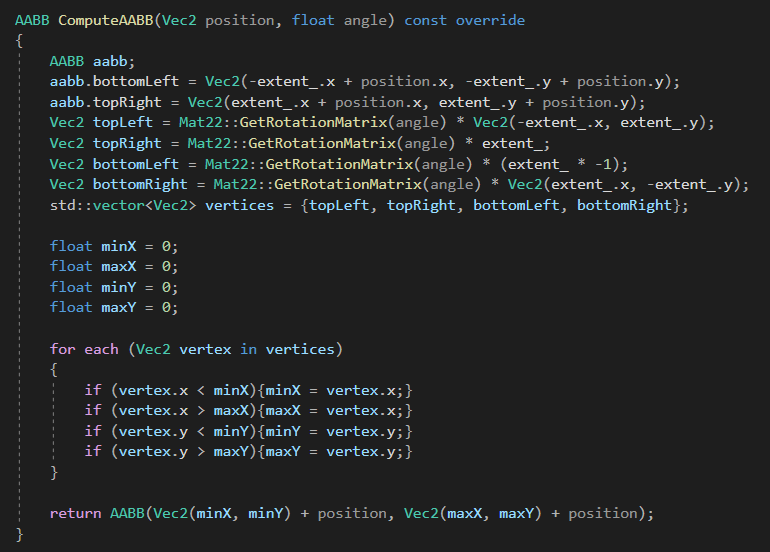 AABB ComputeAABB(Vec2 position, float angle) const override
{
    AABB aabb;
    aabb.bottomLeft = Vec2(-extent_.x + position.x, -extent_.y + position.y);
    aabb.topRight = Vec2(extent_.x + position.x, extent_.y + position.y);
    Vec2 topLeft = Mat22::GetRotationMatrix(angle) * Vec2(-extent_.x, extent_.y);
    Vec2 topRight = Mat22::GetRotationMatrix(angle) * extent_;
    Vec2 bottomLeft = Mat22::GetRotationMatrix(angle) * (extent_ * -1);
    Vec2 bottomRight = Mat22::GetRotationMatrix(angle) * Vec2(extent_.x, -extent_.y);
    std::vector<Vec2> vertices = {topLeft, topRight, bottomLeft, bottomRight};

    float minX = 0;
    float maxX = 0;
    float minY = 0;
    float maxY = 0;

    for each (Vec2 vertex in vertices)
    {
        if (vertex.x < minX){minX = vertex.x;}
        if (vertex.x > maxX){maxX = vertex.x;}
        if (vertex.y < minY){minY = vertex.y;}
        if (vertex.y > maxY){maxY = vertex.y;}
    }

    return AABB(Vec2(minX, minY) + position, Vec2(maxX, maxY) + position);
}